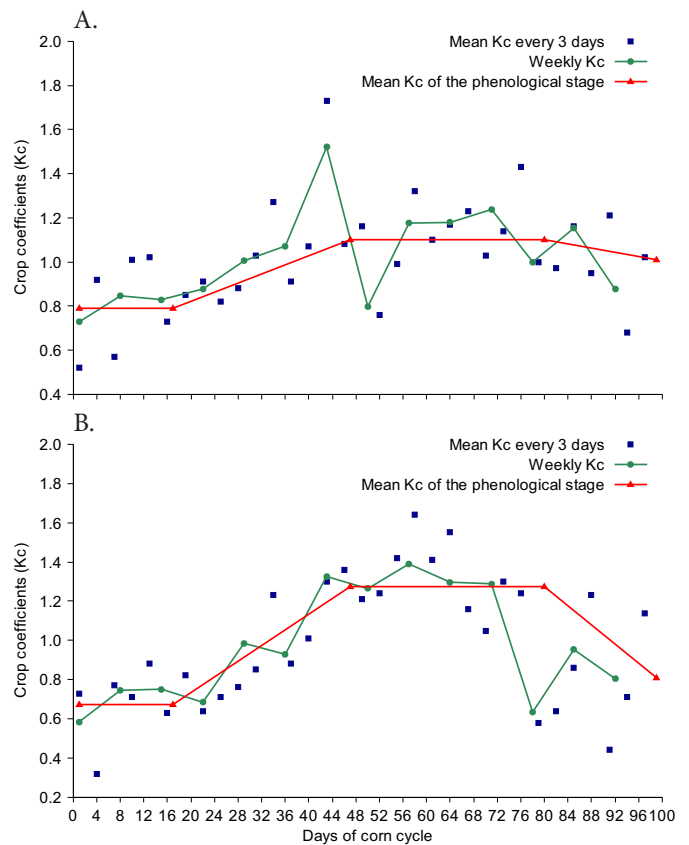 A.
2.0
1.8
1.6
1.4
1.2
1.0
0.8
0.6
0.4
Crop coefficients (Kc)
Mean Kc every 3 days
Weekly Kc
Mean Kc of the phenological stage
B.
2.0
1.8
1.6
1.4
1.2
1.0
0.8
0.6
0.4
0.2
Crop coefficients (Kc)
Mean Kc every 3 days
Weekly Kc
Mean Kc of the phenological stage
0 4 8 12 16 20 22 28 32 36 40 44 48 52 56 57 64 68 72 76 80 84 88 92 96 100
Days of corn cycle